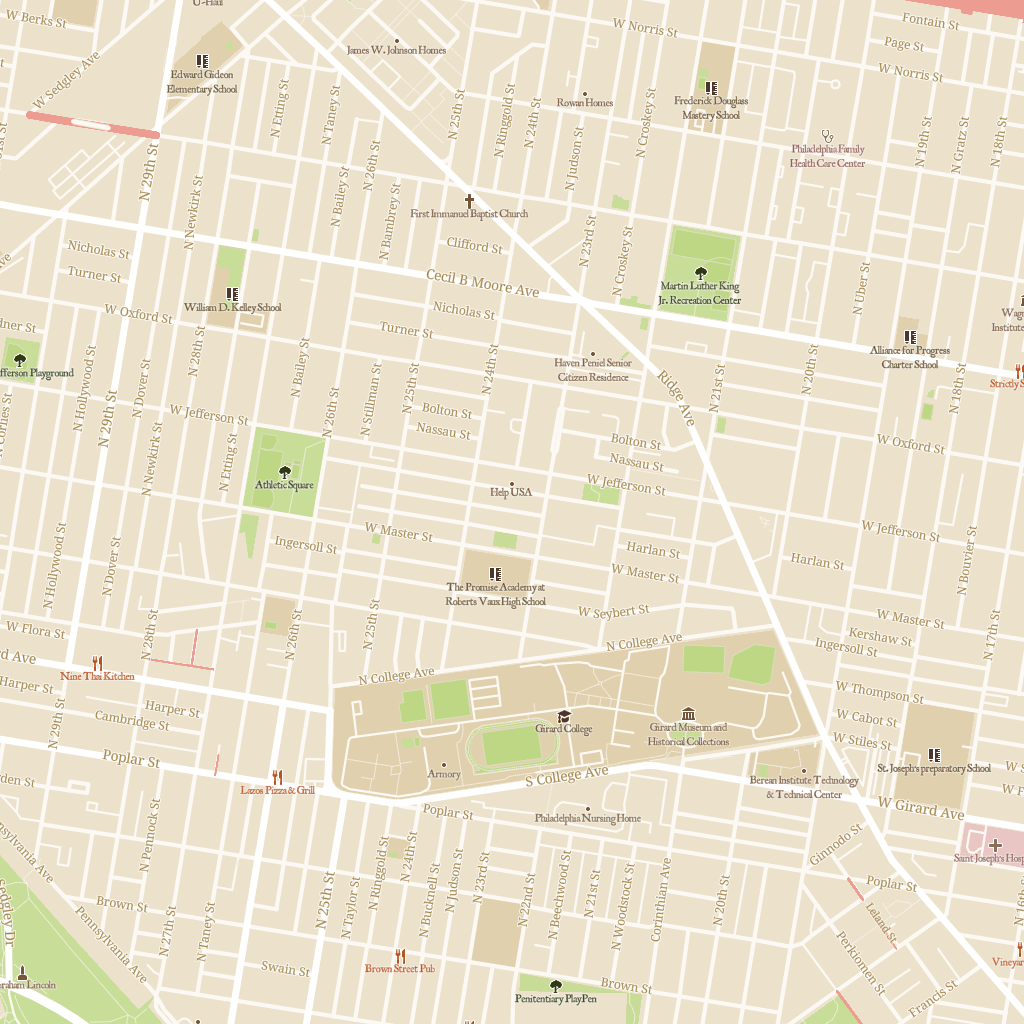 U-Haul
W Berks St
W Norris St
Fontain St
Page St
W Norris St
James W. Johnson Homes
W Sedgley Ave
Edward Gideon
Elementary School
N Etting St
N Taney St
N 25th St
N Ringgold St
N 24th St
Rowan Homes
N Croskey St
Frederick Douglass
Mastery School
Philadelphia Family
Health Care Center
N 19th St
N Gratz St
N 18th St
31st St
N 29th St
N Newkirk St
N Bailey St
N 26th St
N Bambrey St
N Judson St
First Immanuel Baptist Church
N 23rd St
N Croskey St
Clifford St
Cecil B Moore Ave
Nicholas St
Turner St
Nicholas St
Turner St
W Oxford St
William D. Kelley School
Martin Luther King
Jr. Recreation Center
N Uber St
Alliance for Progress
Charter School
Haven Peniel Senior
Citizen Residence
Jefferson Playground
N Hollywood St
N Dover St
N 28th St
N Bailey St
N 26th St
N Stillman St
N 25th St
N 24th St
Ridge Ave
N 21st St
N 20th St
N 18th St
N Corlies St
N 29th St
N Newkirk St
N Etting St
W Jefferson St
Bolton St
Nassau St
Bolton St
Nassau St
W Jefferson St
W Oxford St
Athletic Square
Help USA
W Master St
Ingersoll St
Harlan St
W Master St
W Jefferson St
Harlan St
N Bouvier St
N Hollywood St
N Dover St
The Promise Academy at
Roberts Vaux High School
W Seybert St
N 28th St
N 26th St
N 25th St
W Flora St
N College Ave
N College Ave
W Master St
Kershaw St
Ingersoll St
N 17th St
Nine Thai Kitchen
Harper St
Harper St
Cambridge St
N 29th St
W Thompson St
W Cabot St
W Stiles St
Girard College
Girard Museum and
Historical Collections
Armory
S College Ave
St. Joseph's preparatory School
Berean Institute Technology
& Technical Center
Poplar St
Lazos Pizza & Grill
Poplar St
Philadelphia Nursing Home
W Girard Ave
Ginnodo St
Saint Joseph's Hosp
Poplar St
Leland St
Perkiomen St
Francis St
Pennsylvania Ave
Pennsylvania Ave
Sedgley Dr
N Pennock St
Brown St
N 27th St
N Taney St
N 25th St
N Taylor St
N Ringgold St
N 24th St
N Bucknell St
N Judson St
N 23rd St
N 22nd St
N Beechwood St
N 21st St
N Woodstock St
Corinthian Ave
N 20th St
N 16th St
Swain St
Brown Street Pub
Brown St
Penitentiary PlayPen